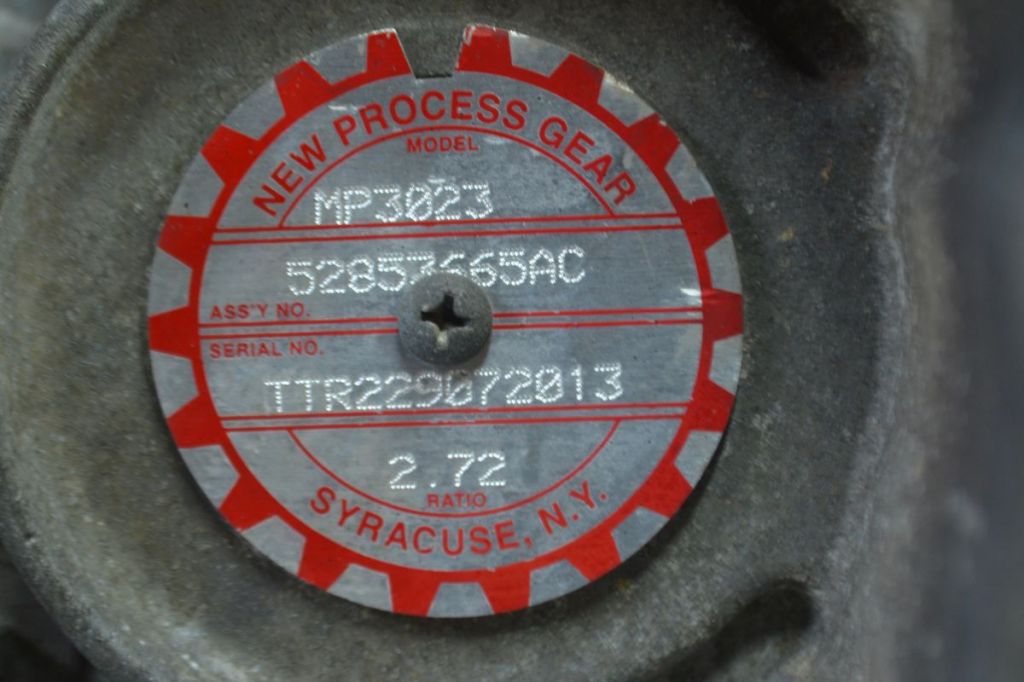 NEW PROCESS GEAR
MODEL
MP3023
52853665AC
ASS'Y NO.
SERIAL NO.
TTR229072013
2.72
RATIO
SYRACUSE, N.Y.